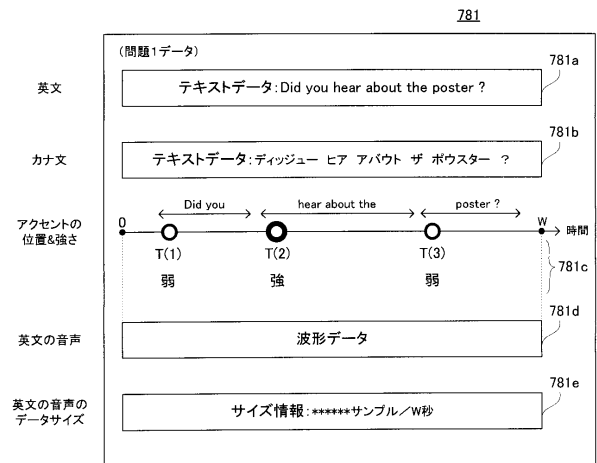 781
(問題1データ)
781a
英文
テキストデータ:Did you hear about the poster ?
781b
カナ文
テキストデータ:ディッジュー ヒア アバウト ザ ポウスター ?
Did you hear about the poster ?
アクセントの
位置&強さ
0 W 時間
T(1) T(2) T(3)
弱 強 弱
781c
781d
英文の音声
波形データ
781e
英文の音声の
データサイズ
サイズ情報:******サンプル/W秒